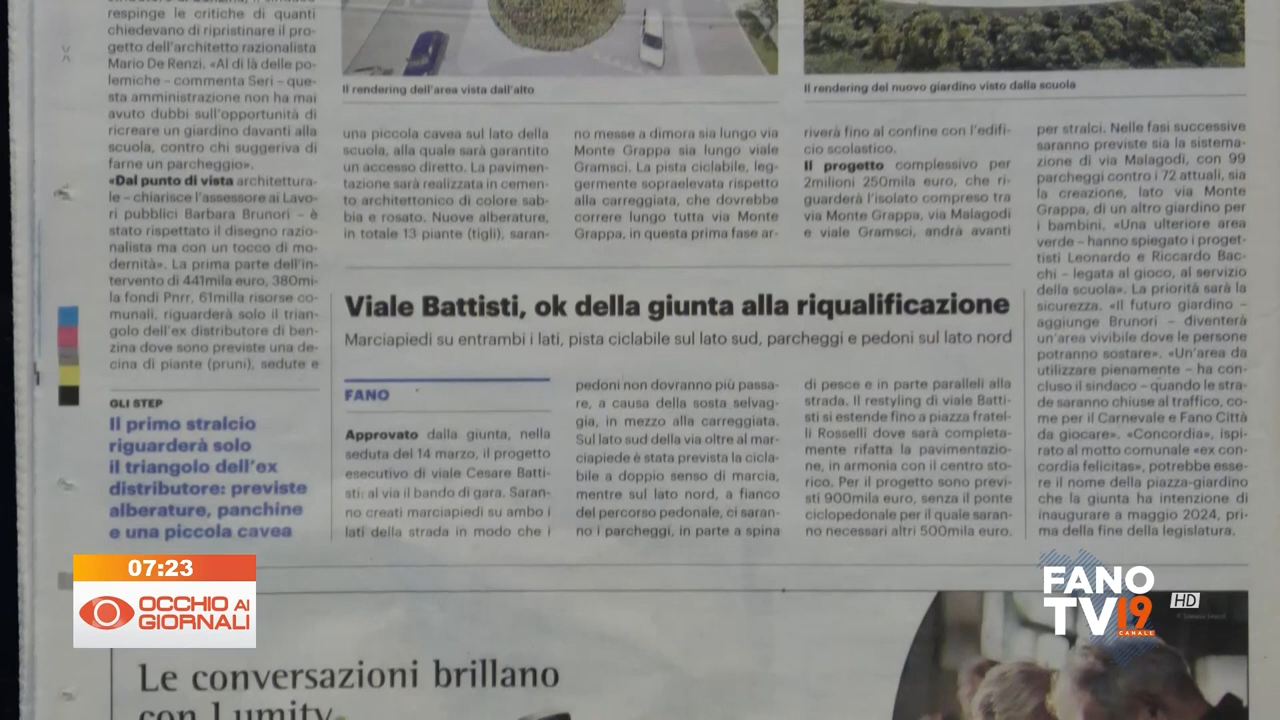 respinge le critiche di quanti
chiedevano di ripristinare il pro-
getto dell'architetto razionalista
Mario De Renzi. «Al di là delle po-
lemiche – commenta Seri – que-
sta amministrazione non ha mai
avuto dubbi sull'opportunità di
ricreare un giardino davanti alla
scuola, contro chi suggeriva di
farne un parcheggio».
«Dal punto di vista architettura-
le – chiarisce l'assessore ai Lavo-
ri pubblici Barbara Brunori – è
stato rispettato il disegno razio-
nalista ma con un tocco di mo-
dernità». La prima parte dell'in-
tervento di 441mila euro, 380mi-
la fondi Pnrr, 61milla risorse co-
munali, riguarderà solo il trian-
golo dell'ex distributore di ben-
zina dove sono previste una de-
cina di piante (pruni), sedute e
Il rendering dell'area vista dall'alto
una piccola cavea sul lato della
scuola, alla quale sarà garantito
un accesso diretto. La pavimen-
tazione sarà realizzata in cemen-
to architettonico di colore sab-
bia e rosato. Nuove alberature,
in totale 13 piante (tigli), saran-
no messe a dimora sia lungo via
Monte Grappa sia lungo viale
Gramsci. La pista ciclabile, leg-
germente sopraelevata rispetto
alla carreggiata, che dovrebbe
correre lungo tutta via Monte
Grappa, in questa prima fase ar-
Il rendering del nuovo giardino visto dalla scuola
riverà fino al confine con l'edifi-
cio scolastico.
Il progetto complessivo per
2milioni 250mila euro, che ri-
guarderà l'isolato compreso tra
via Monte Grappa, via Malagodi
e viale Gramsci, andrà avanti
per stralci. Nelle fasi successive
saranno previste sia la sistema-
zione di via Malagodi, con 99
parcheggi contro i 72 attuali, sia
la creazione, lato via Monte
Grappa, di un altro giardino per
i bambini. «Una ulteriore area
verde – hanno spiegato i proget-
tisti Leonardo e Riccardo Bac-
chi – legata al gioco, al servizio
della scuola». La priorità sarà la
sicurezza. «Il futuro giardino –
aggiunge Brunori – diventerà
un'area vivibile dove le persone
potranno sostare». «Un'area da
utilizzare pienamente – ha con-
cluso il sindaco – quando le stra-
de saranno chiuse al traffico, co-
me per il Carnevale e Fano Città
da giocare». «Concordia», ispi-
rato al motto comunale «ex con-
cordia felicitas», potrebbe esse-
re il nome della piazza-giardino
che la giunta ha intenzione di
inaugurare a maggio 2024, pri-
ma della fine della legislatura.
GLI STEP
Il primo stralcio
riguarderà solo
il triangolo dell'ex
distributore: previste
alberature, panchine
e una piccola cavea
Viale Battisti, ok della giunta alla riqualificazione
Marciapiedi su entrambi i lati, pista ciclabile sul lato sud, parcheggi e pedoni sul lato nord
FANO
Approvato dalla giunta, nella
seduta del 14 marzo, il progetto
esecutivo di viale Cesare Batti-
sti: al via il bando di gara. Saran-
no creati marciapiedi su ambo i
lati della strada in modo che i
pedoni non dovranno più passa-
re, a causa della sosta selvag-
gia, in mezzo alla carreggiata.
Sul lato sud della via oltre al mar-
ciapiede è stata prevista la cicla-
bile a doppio senso di marcia,
mentre sul lato nord, a fianco
del percorso pedonale, ci saran-
no i parcheggi, in parte a spina
di pesce e in parte paralleli alla
strada. Il restyling di viale Batti-
sti si estende fino a piazza fratel-
li Rosselli dove sarà completa-
mente rifatta la pavimentazio-
ne, in armonia con il centro sto-
rico. Per il progetto sono previ-
sti 900mila euro, senza il ponte
ciclopedonale per il quale saran-
no necessari altri 500mila euro.
07:23
OCCHIO AI
GIORNALI
FANO
TV 19
CANALE
HD
Le conversazioni brillano
con Lumity